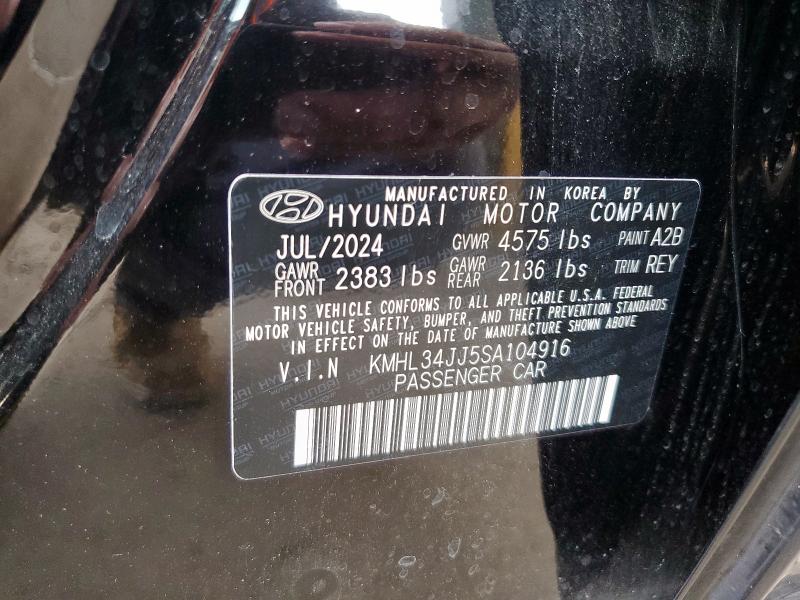 MANUFACTURED IN KOREA BY
HYUNDAI MOTOR COMPANY
JUL/2024 GVWR 4575 lbs PAINT A2B
GAWR FRONT 2383 lbs GAWR REAR 2136 lbs TRIM REY
THIS VEHICLE CONFORMS TO ALL APPLICABLE U.S.A. FEDERAL
MOTOR VEHICLE SAFETY, BUMPER, AND THEFT PREVENTION STANDARDS
IN EFFECT ON THE DATE OF MANUFACTURE SHOWN ABOVE
V.I.N KMHL34JJ5SA104916
PASSENGER CAR